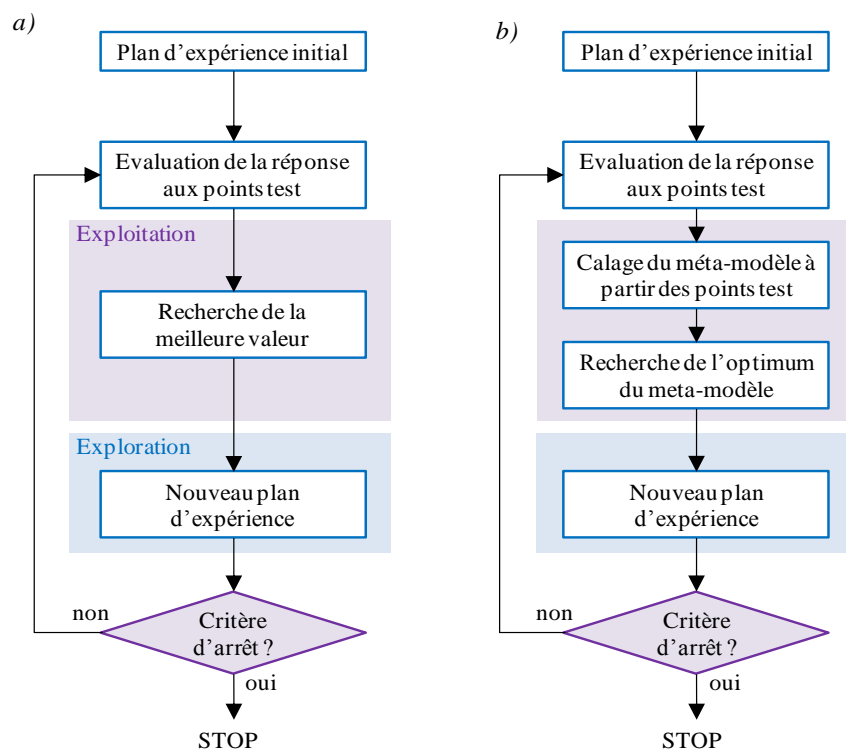 a)
Plan d'expérience initial
Evaluation de la réponse
aux points test
Exploitation
Recherche de la
meilleure valeur
Exploration
Nouveau plan
d'expérience
non
Critère
d'arrêt ?
oui
STOP
b)
Plan d'expérience initial
Evaluation de la réponse
aux points test
Calage du méta-modèle à
partir des points test
Recherche de l'optimum
du meta-modèle
Nouveau plan
d'expérience
non
Critère
d'arrêt ?
oui
STOP